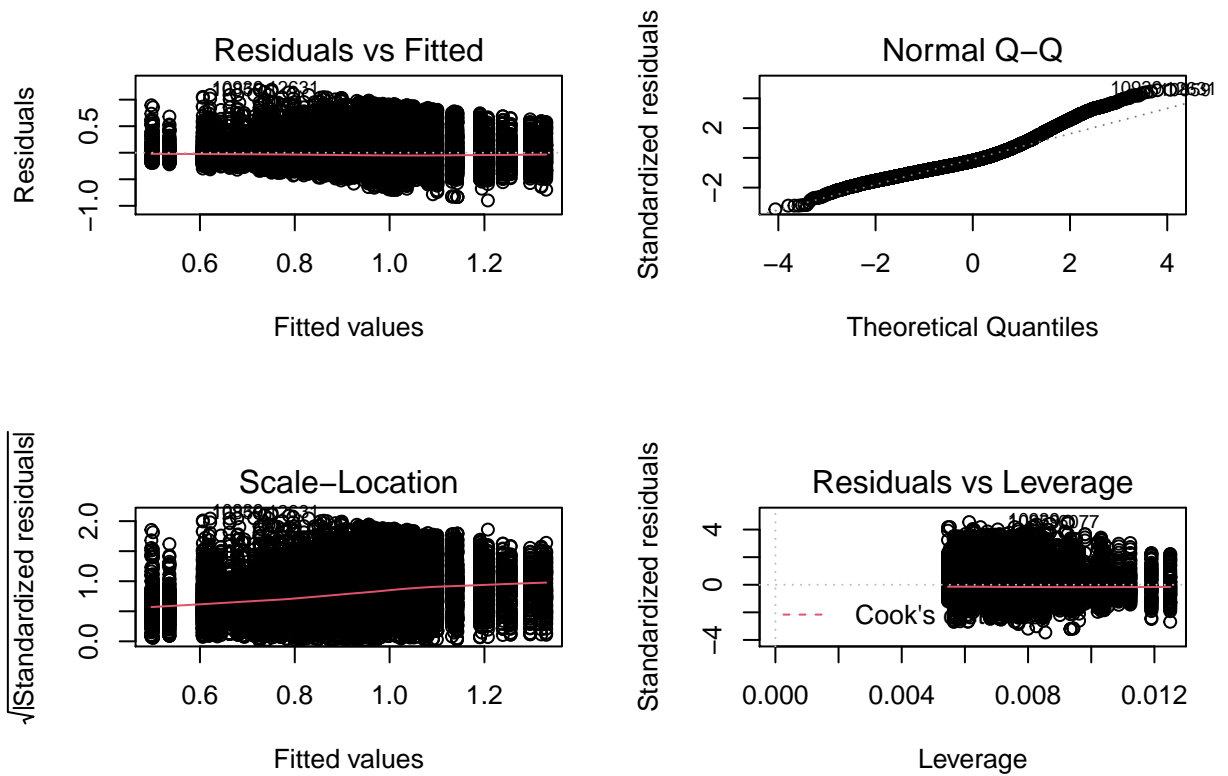 Residuals vs Fitted
Residuals
0.5
−1.0
0.6 0.8 1.0 1.2
Fitted values
Normal Q−Q
Standardized residuals
2
−2
−4 −2 0 2 4
Theoretical Quantiles
Scale−Location
√|Standardized residuals|
2.0
1.0
0.0
0.6 0.8 1.0 1.2
Fitted values
Residuals vs Leverage
Standardized residuals
4
0
−4
Cook's
0.000 0.004 0.008 0.012
Leverage